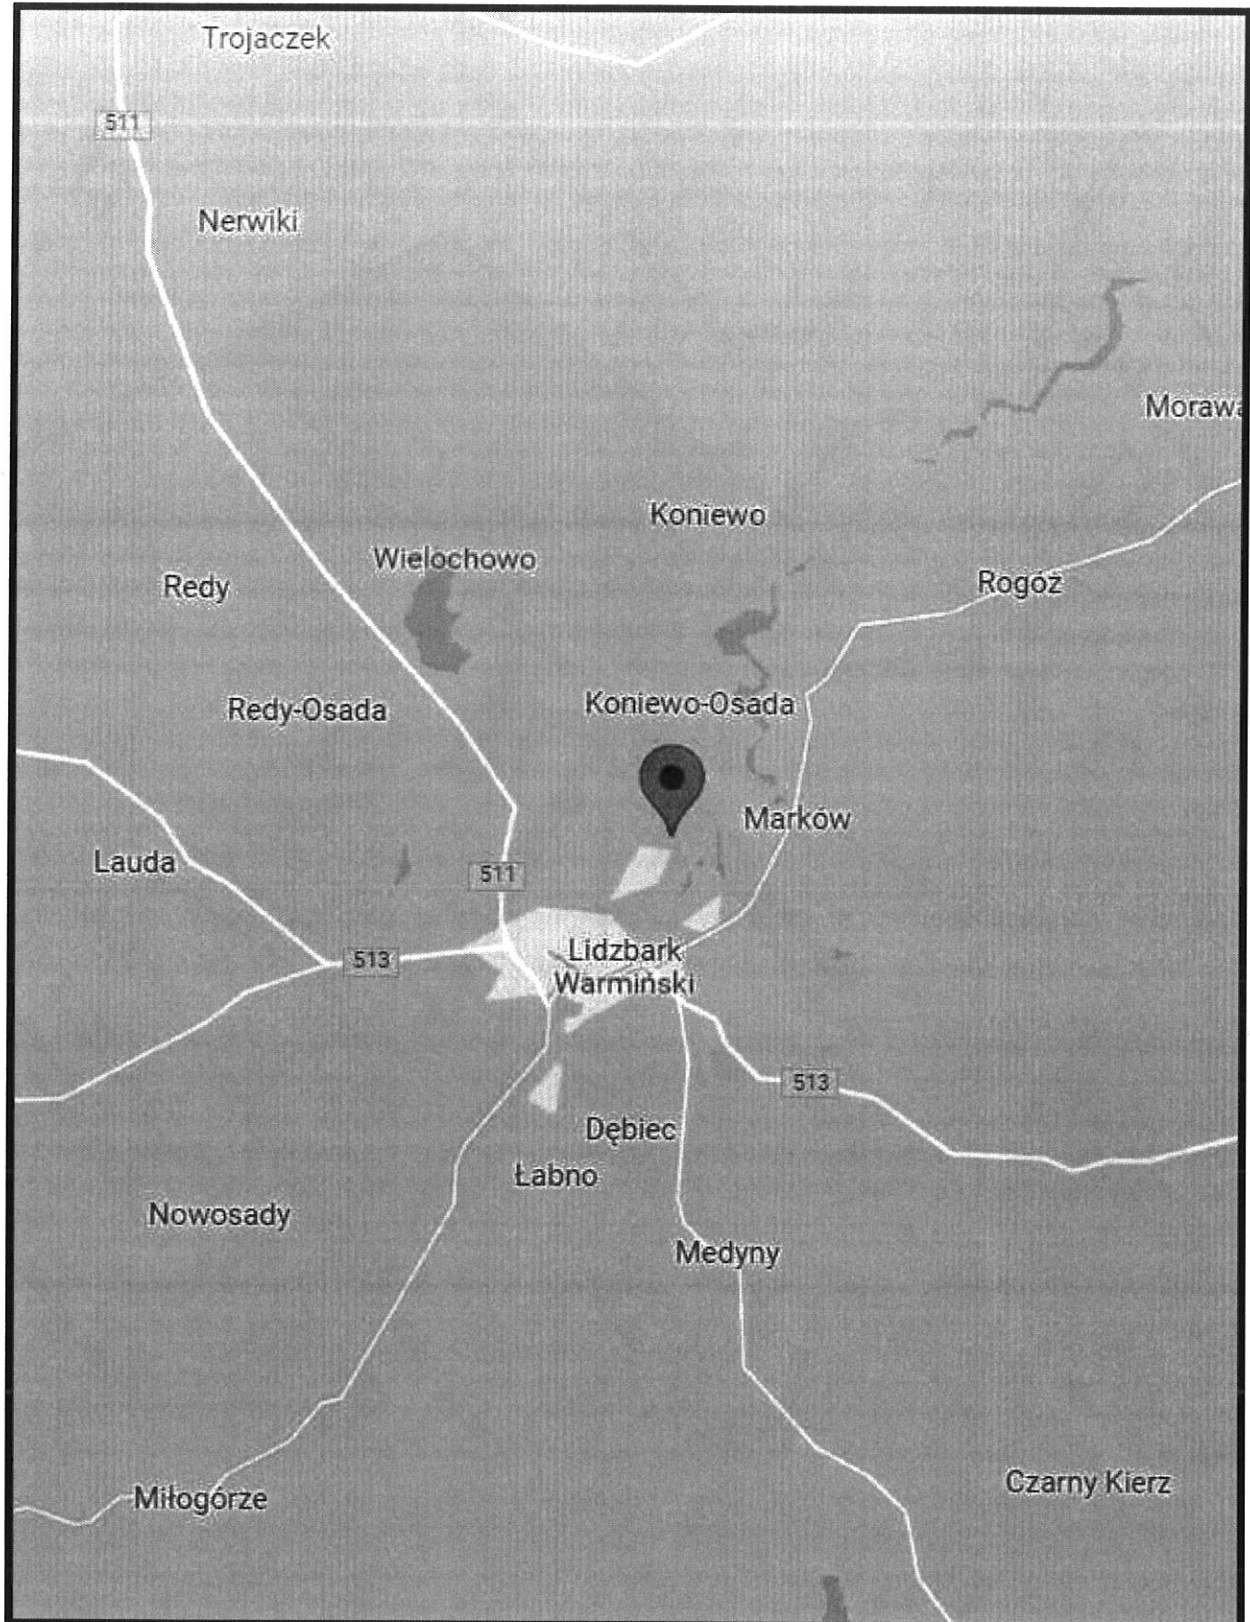 Trojaczek
511
Nerwiki
Koniewo
Wielochowo
Redy
Rogóż
Koniewo-Osada
Redy-Osada
Marków
Lauda
511
Lidzbark
Warmiński
513
513
Dębiec
Łabno
Nowosady
Medyny
Czarny Kierz
Miłogórze